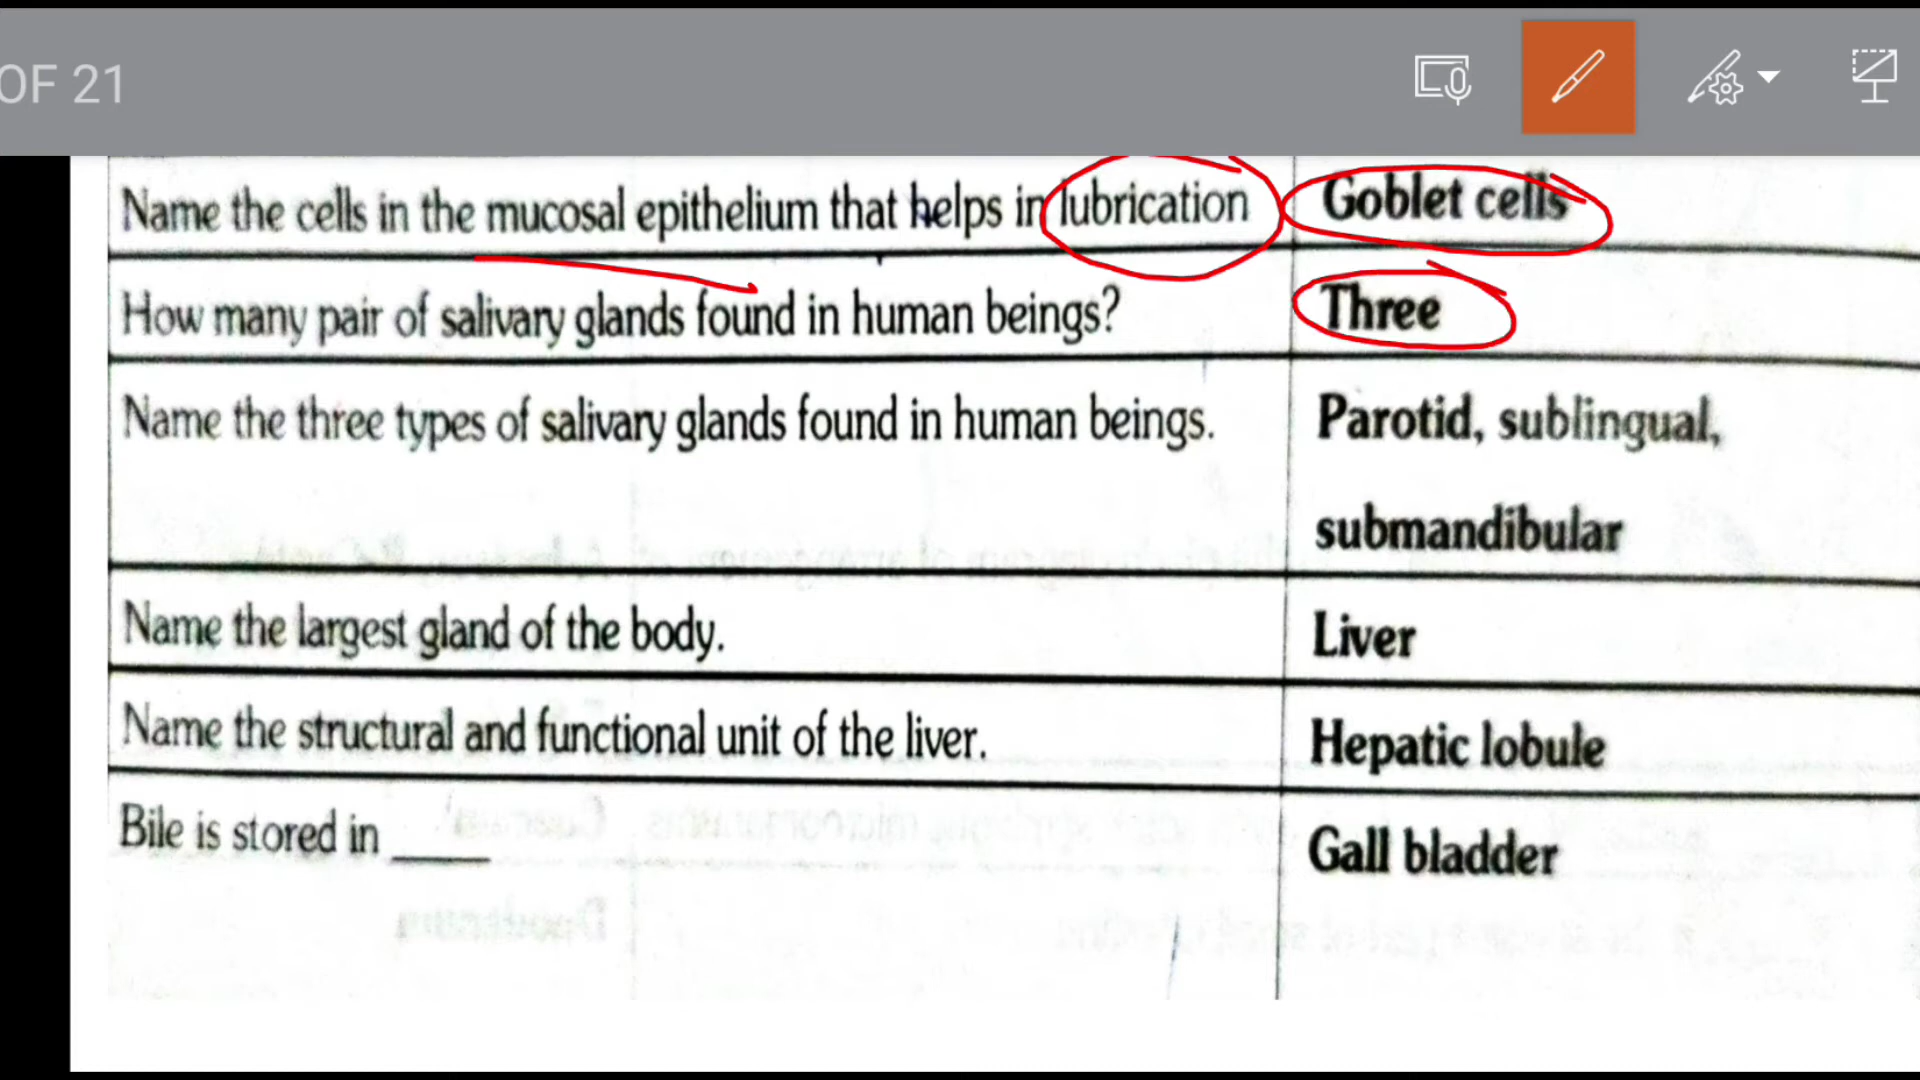 OF 21
Name the cells in the mucosal epithelium that helps in lubrication
Goblet cells
How many pair of salivary glands found in human beings?
Three
Name the three types of salivary glands found in human beings.
Parotid, sublingual,
submandibular
Name the largest gland of the body.
Liver
Name the structural and functional unit of the liver.
Hepatic lobule
Bile is stored in ____
Gall bladder